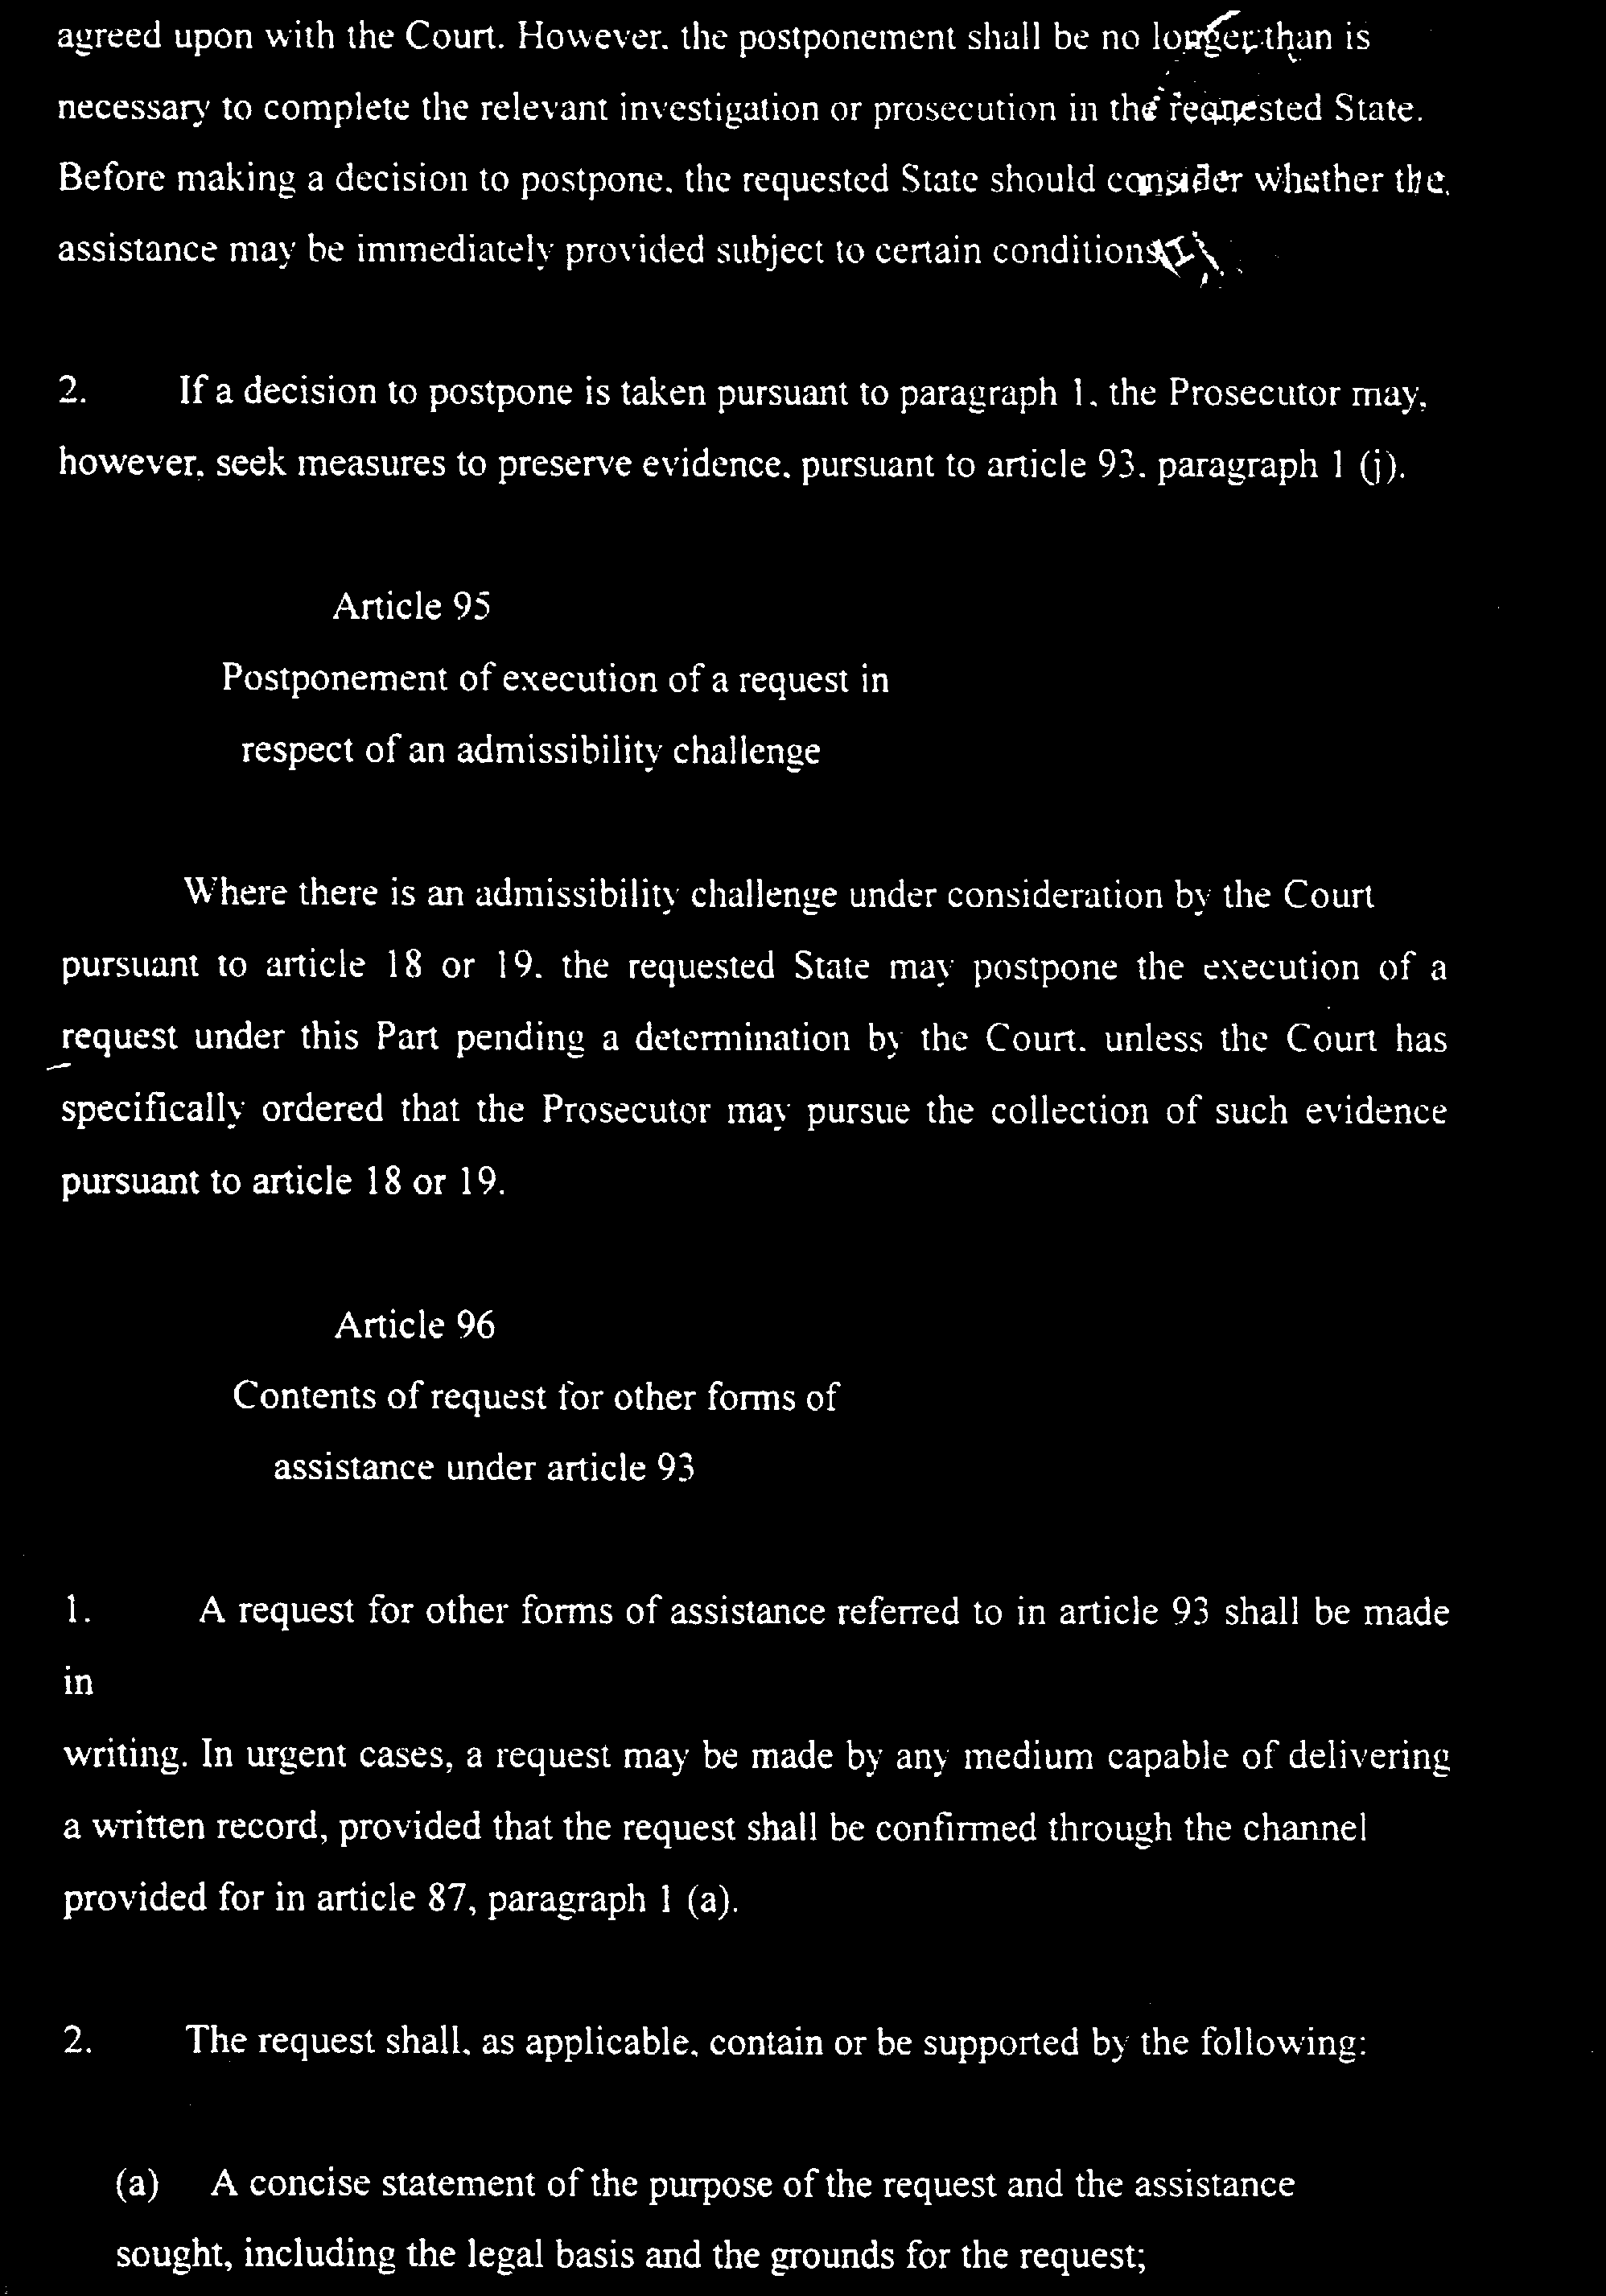 agreed upon with the Court. However, the postponement shall be no longer than is
necessary to complete the relevant investigation or prosecution in the requested State.
Before making a decision to postpone, the requested State should consider whether the
assistance may be immediately provided subject to certain conditions.
2. If a decision to postpone is taken pursuant to paragraph 1, the Prosecutor may,
however, seek measures to preserve evidence, pursuant to article 93, paragraph 1 (j).
Article 95
Postponement of execution of a request in
respect of an admissibility challenge
Where there is an admissibility challenge under consideration by the Court
pursuant to article 18 or 19, the requested State may postpone the execution of a
request under this Part pending a determination by the Court, unless the Court has
specifically ordered that the Prosecutor may pursue the collection of such evidence
pursuant to article 18 or 19.
Article 96
Contents of request for other forms of
assistance under article 93
1. A request for other forms of assistance referred to in article 93 shall be made
in
writing. In urgent cases, a request may be made by any medium capable of delivering
a written record, provided that the request shall be confirmed through the channel
provided for in article 87, paragraph 1 (a).
2. The request shall, as applicable, contain or be supported by the following:
(a) A concise statement of the purpose of the request and the assistance
sought, including the legal basis and the grounds for the request;